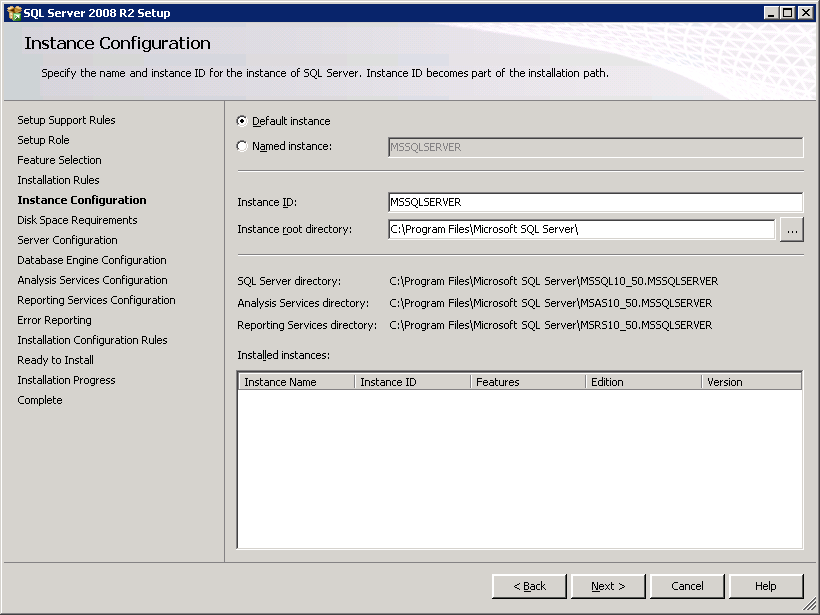 SQL Server 2008 R2 Setup
Instance Configuration
Specify the name and instance ID for the instance of SQL Server. Instance ID becomes part of the installation path.
Setup Support Rules
Setup Role
Feature Selection
Installation Rules
Instance Configuration
Disk Space Requirements
Server Configuration
Database Engine Configuration
Analysis Services Configuration
Reporting Services Configuration
Error Reporting
Installation Configuration Rules
Ready to Install
Installation Progress
Complete
Default instance
Named instance: MSSQLSERVER
Instance ID: MSSQLSERVER
Instance root directory: C:\Program Files\Microsoft SQL Server\ ...
SQL Server directory: C:\Program Files\Microsoft SQL Server\MSSQL10_50.MSSQLSERVER
Analysis Services directory: C:\Program Files\Microsoft SQL Server\MSAS10_50.MSSQLSERVER
Reporting Services directory: C:\Program Files\Microsoft SQL Server\MSRS10_50.MSSQLSERVER
Installed instances:
Instance Name Instance ID Features Edition Version
< Back Next > Cancel Help